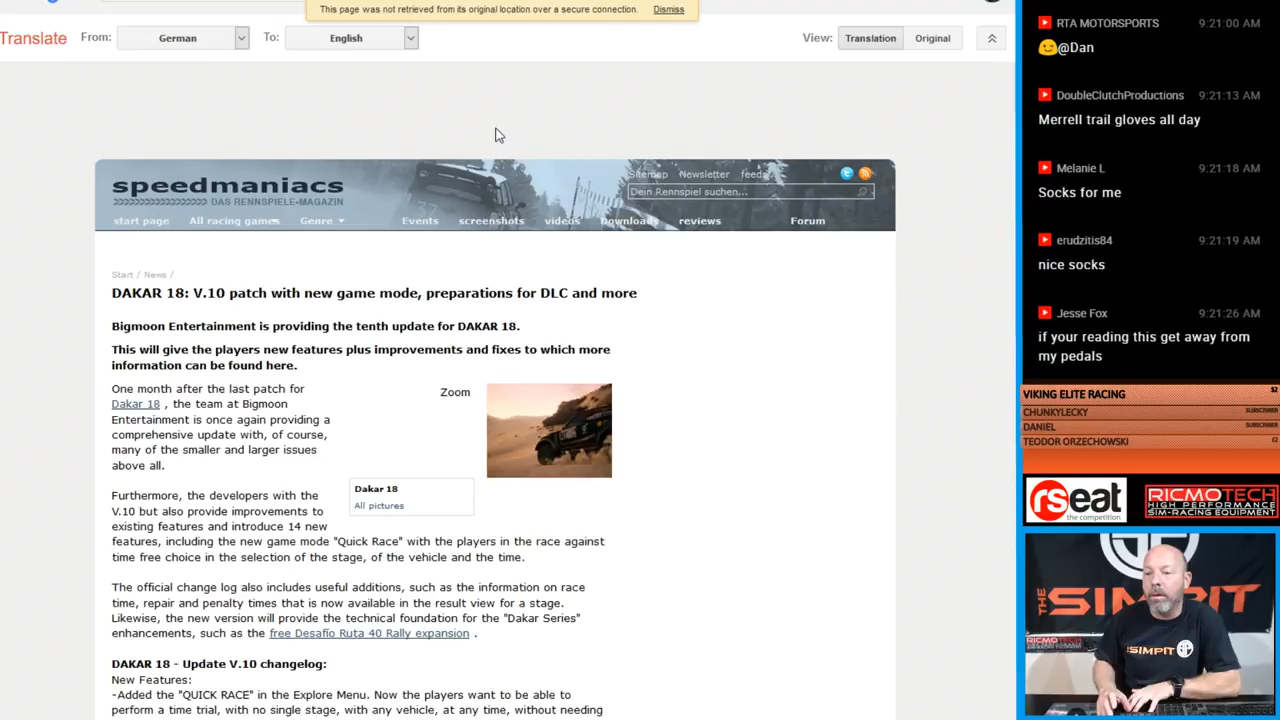 This page was not retrieved from its original location over a secure connection. Dismiss
Translate From: German To: English View: Translation Original
speedmaniacs
DAS RENNSPIELE-MAGAZIN
Sitemap Newsletter feeds
Dein Rennspiel suchen...
start page All racing games Genre Events screenshots videos Downloads reviews Forum
Start / News /
DAKAR 18: V.10 patch with new game mode, preparations for DLC and more
Bigmoon Entertainment is providing the tenth update for DAKAR 18.
This will give the players new features plus improvements and fixes to which more
information can be found here.
One month after the last patch for
Dakar 18 , the team at Bigmoon
Entertainment is once again providing a
comprehensive update with, of course,
many of the smaller and larger issues
above all.
Zoom
Dakar 18
All pictures
Furthermore, the developers with the
V.10 but also provide improvements to
existing features and introduce 14 new
features, including the new game mode "Quick Race" with the players in the race against
time free choice in the selection of the stage, of the vehicle and the time.
The official change log also includes useful additions, such as the information on race
time, repair and penalty times that is now available in the result view for a stage.
Likewise, the new version will provide the technical foundation for the "Dakar Series"
enhancements, such as the free Desafío Ruta 40 Rally expansion .
DAKAR 18 - Update V.10 changelog:
New Features:
-Added the "QUICK RACE" in the Explore Menu. Now the players want to be able to
perform a time trial, with no single stage, with any vehicle, at any time, without needing
RTA MOTORSPORTS 9:21:00 AM
@Dan
DoubleClutchProductions 9:21:13 AM
Merrell trail gloves all day
Melanie L 9:21:18 AM
Socks for me
erudzitis84 9:21:19 AM
nice socks
Jesse Fox 9:21:26 AM
if your reading this get away from
my pedals
VIKING ELITE RACING $2
CHUNKYLECKY SUBSCRIBER
DANIEL SUBSCRIBER
TEODOR ORZECHOWSKI
rseat
the competition
RICMOTECH
HIGH PERFORMANCE
SIM-RACING EQUIPMENT
THE SIMPIT
RICMOTECH
THE SIMPIT